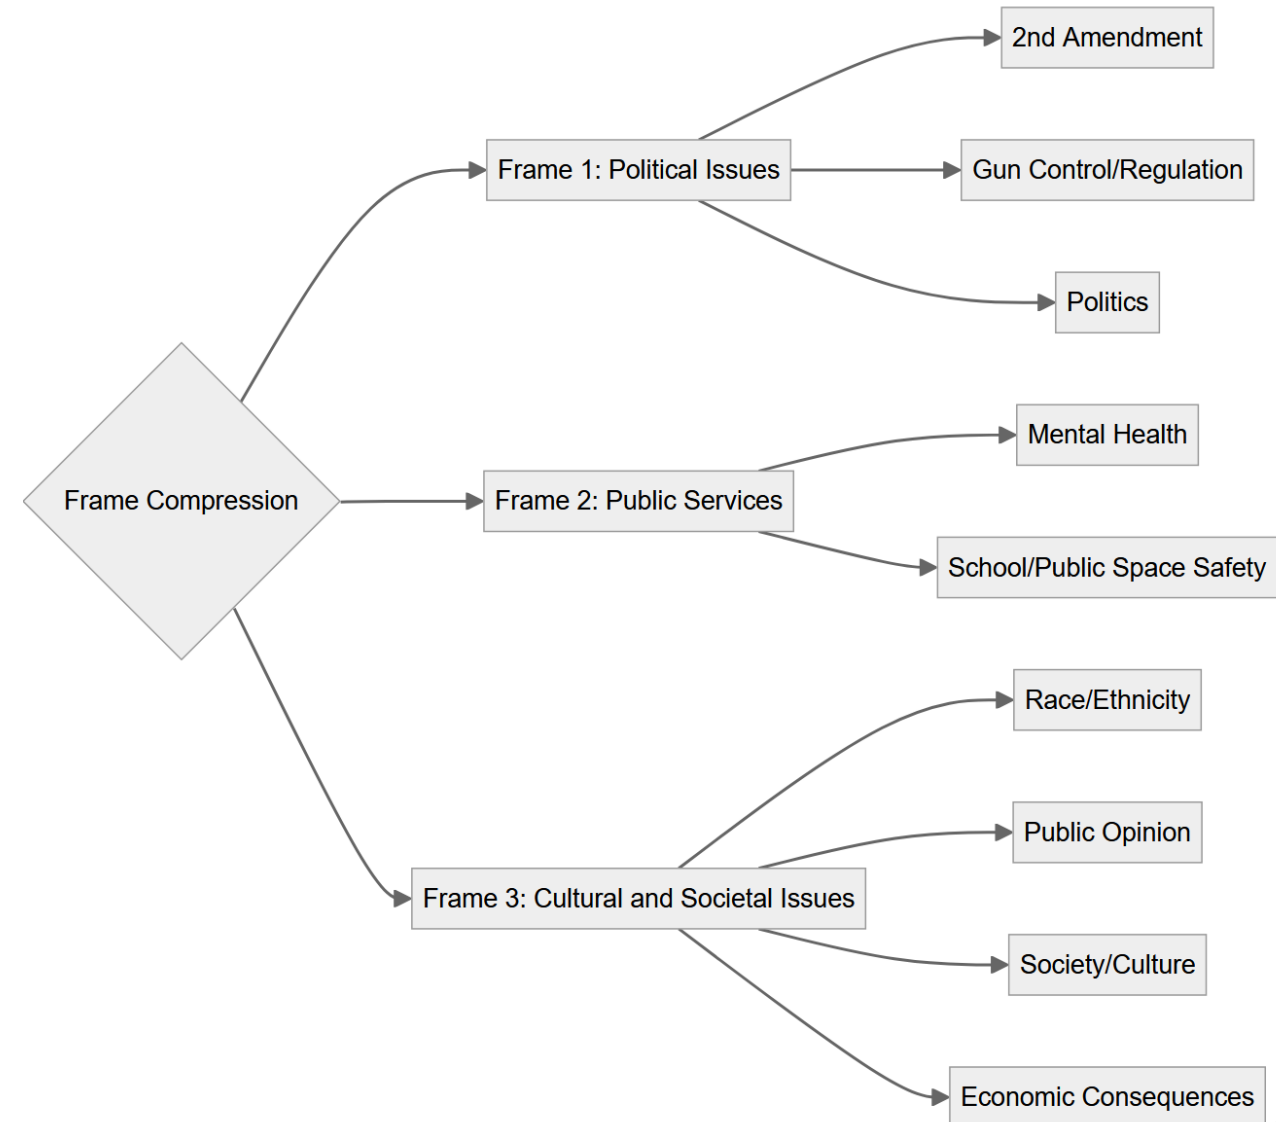 2nd Amendment
Frame 1: Political Issues
Gun Control/Regulation
Politics
Mental Health
Frame Compression
Frame 2: Public Services
School/Public Space Safety
Race/Ethnicity
Public Opinion
Frame 3: Cultural and Societal Issues
Society/Culture
Economic Consequences